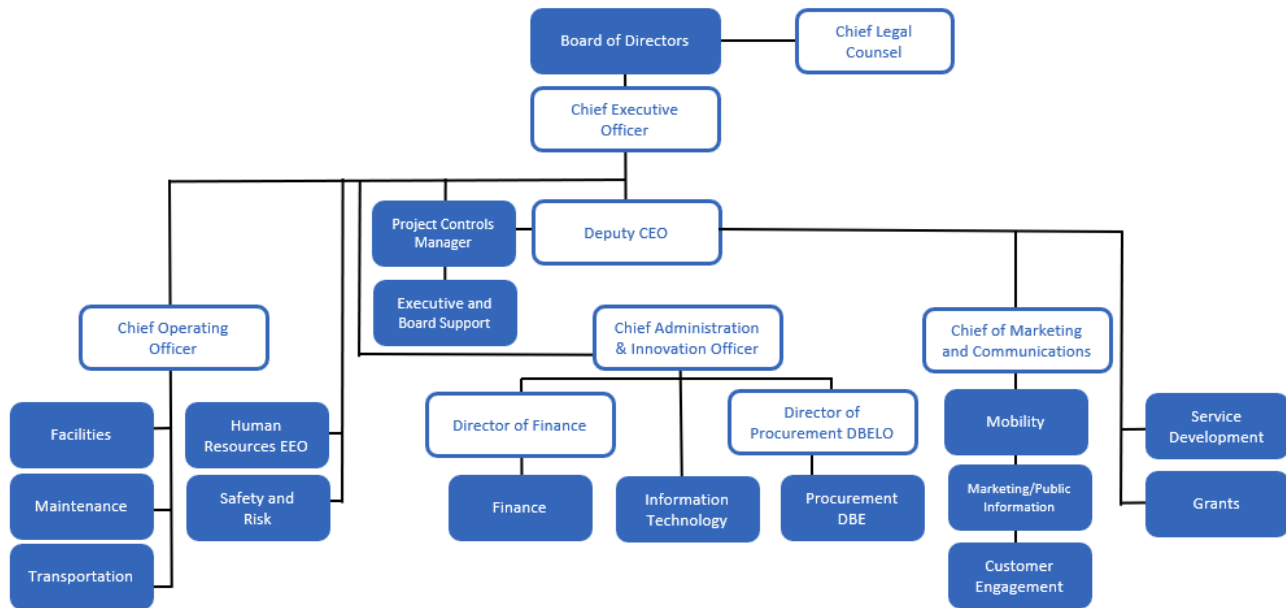 Board of Directors
Chief Legal
Counsel
Chief Executive
Officer
Project Controls
Manager
Deputy CEO
Executive and
Board Support
Chief Operating
Officer
Chief Administration
& Innovation Officer
Chief of Marketing
and Communications
Facilities
Human
Resources EEO
Director of Finance
Director of
Procurement DBELO
Mobility
Service
Development
Maintenance
Safety and
Risk
Finance
Information
Technology
Procurement
DBE
Marketing/Public
Information
Grants
Transportation
Customer
Engagement